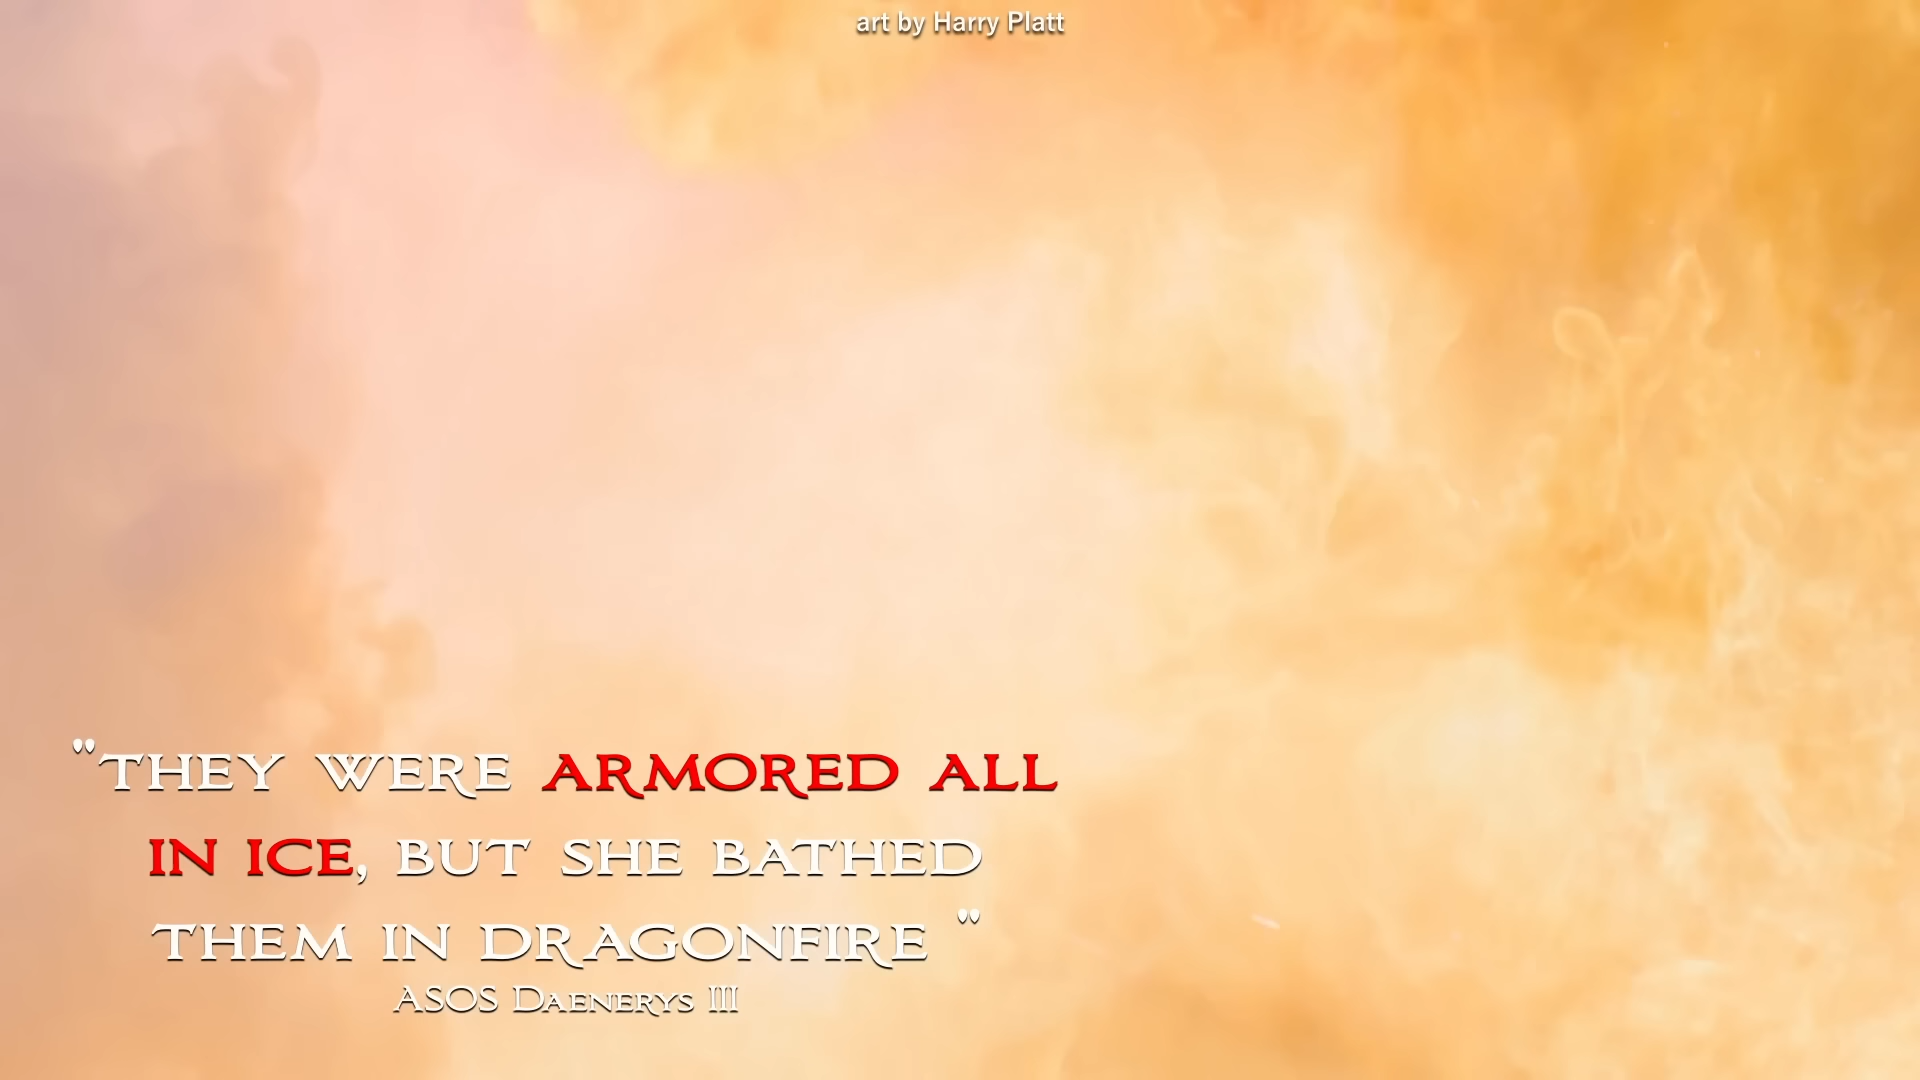 art by Harry Platt
"THEY WERE ARMORED ALL
IN ICE, BUT SHE BATHED
THEM IN DRAGONFIRE "
ASOS DAENERYS III